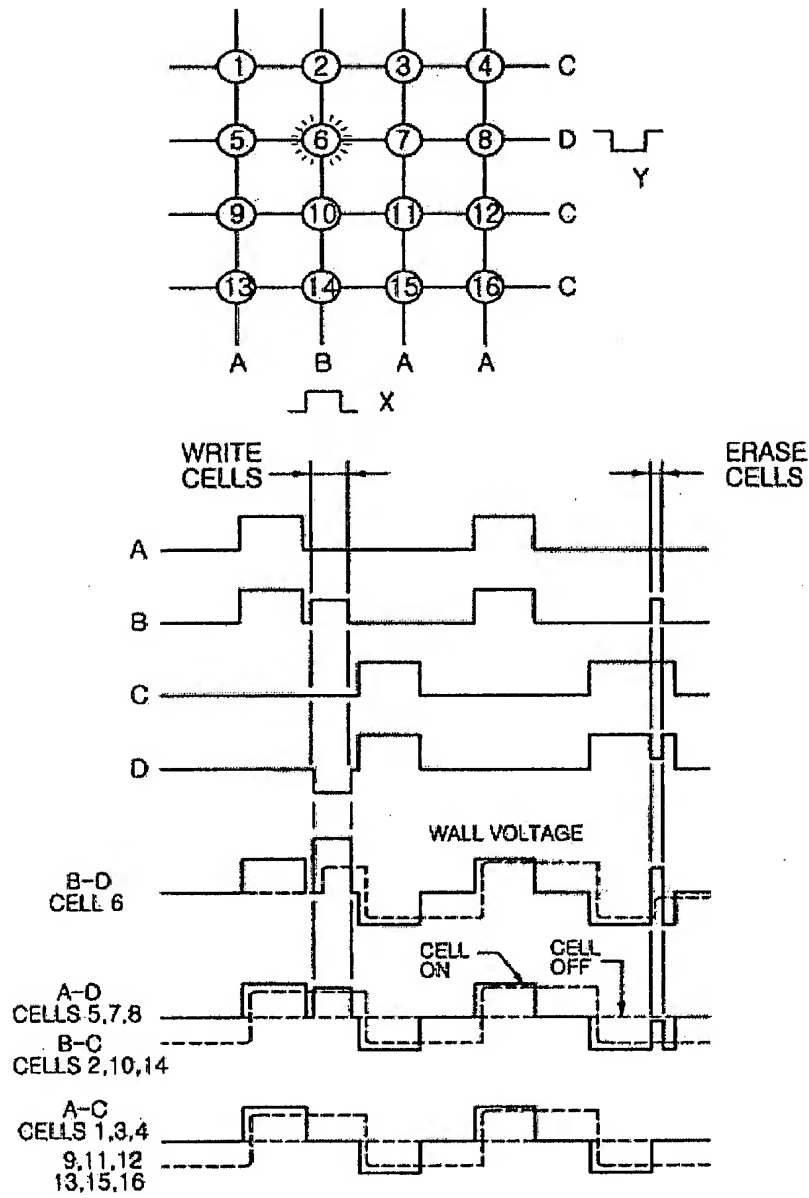 1 2 3 4 C
5 6 7 8 D
Y
9 10 11 12 C
13 14 15 16 C
A B A A
X
WRITE
CELLS
ERASE
CELLS
A
B
C
D
WALL VOLTAGE
B-D
CELL 6
CELL
ON
CELL
OFF
A-D
CELLS 5,7,8
B-C
CELLS 2,10,14
A-C
CELLS 1,3,4
9,11,12
13,15,16